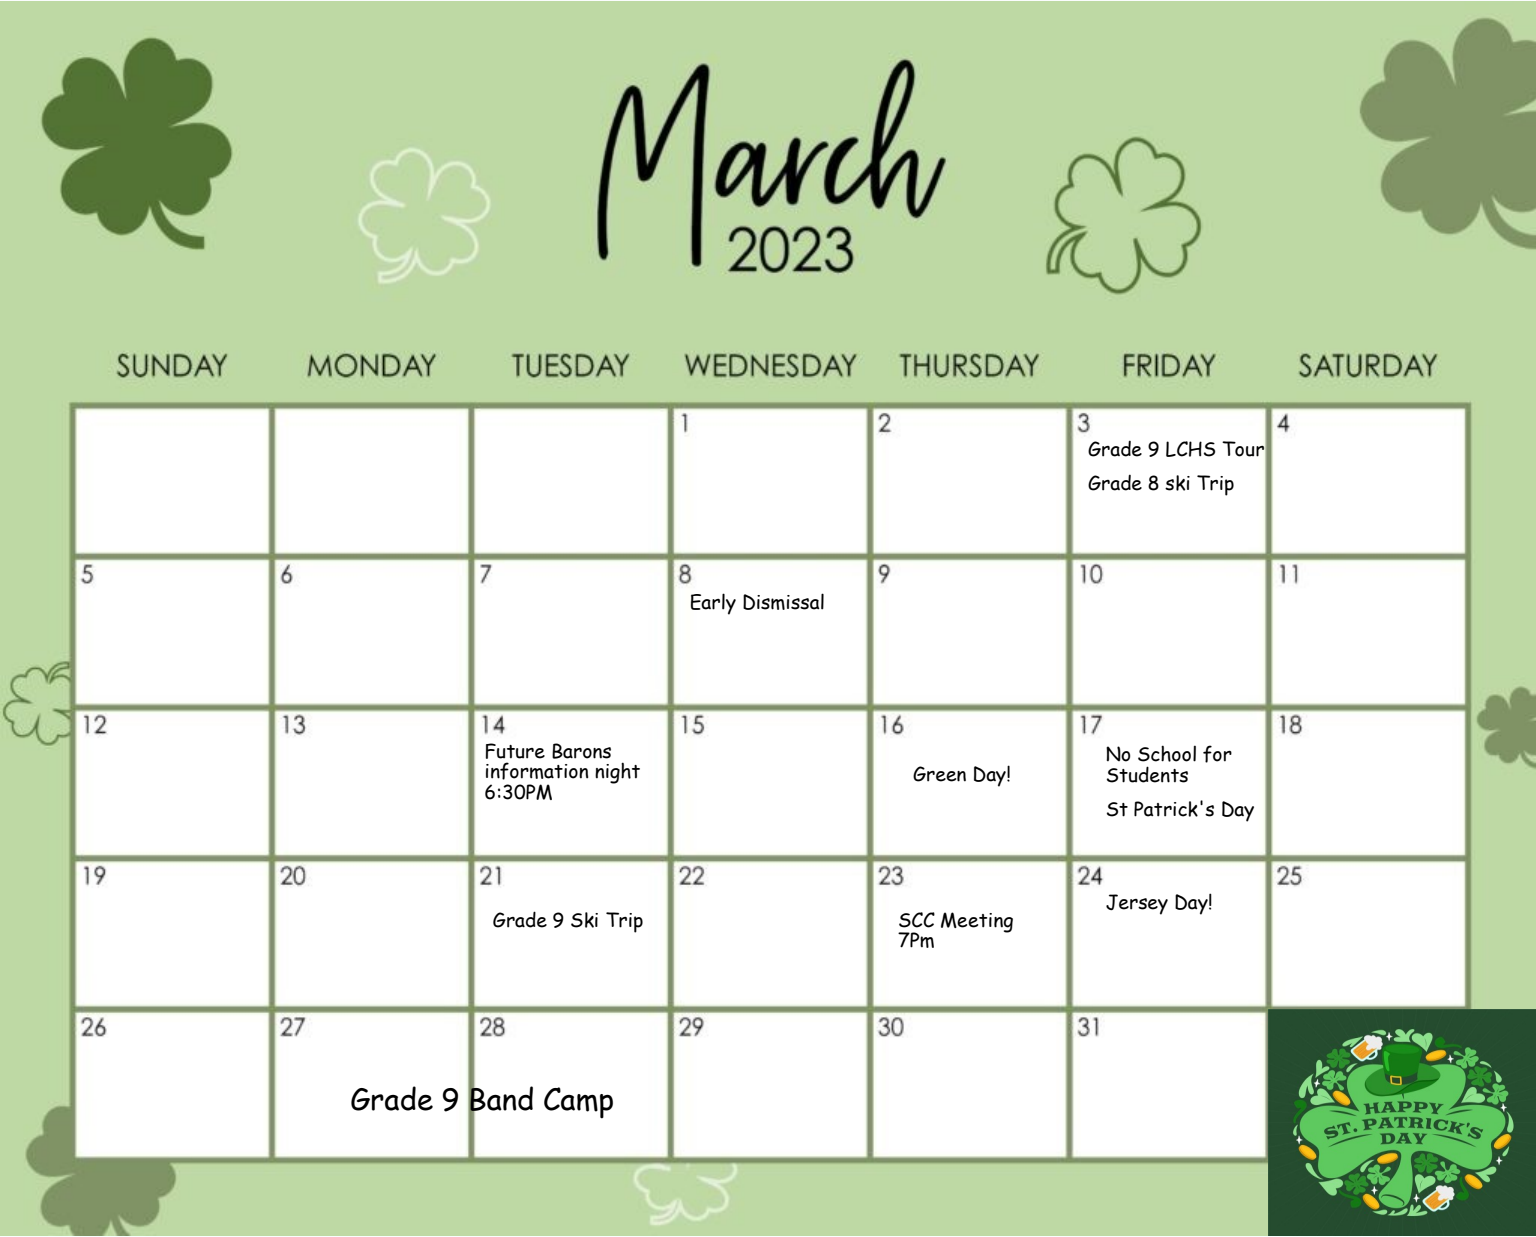 March
2023
SUNDAY MONDAY TUESDAY WEDNESDAY THURSDAY FRIDAY SATURDAY
1 2 3 4
Grade 9 LCHS Tour
Grade 8 ski Trip
5 6 7 8 9 10 11
Early Dismissal
12 13 14 15 16 17 18
Future Barons
information night
6:30PM
Green Day!
No School for
Students
St Patrick's Day
19 20 21 22 23 24 25
Grade 9 Ski Trip
SCC Meeting
7Pm
Jersey Day!
26 27 28 29 30 31
Grade 9 Band Camp
HAPPY
ST. PATRICK'S
DAY